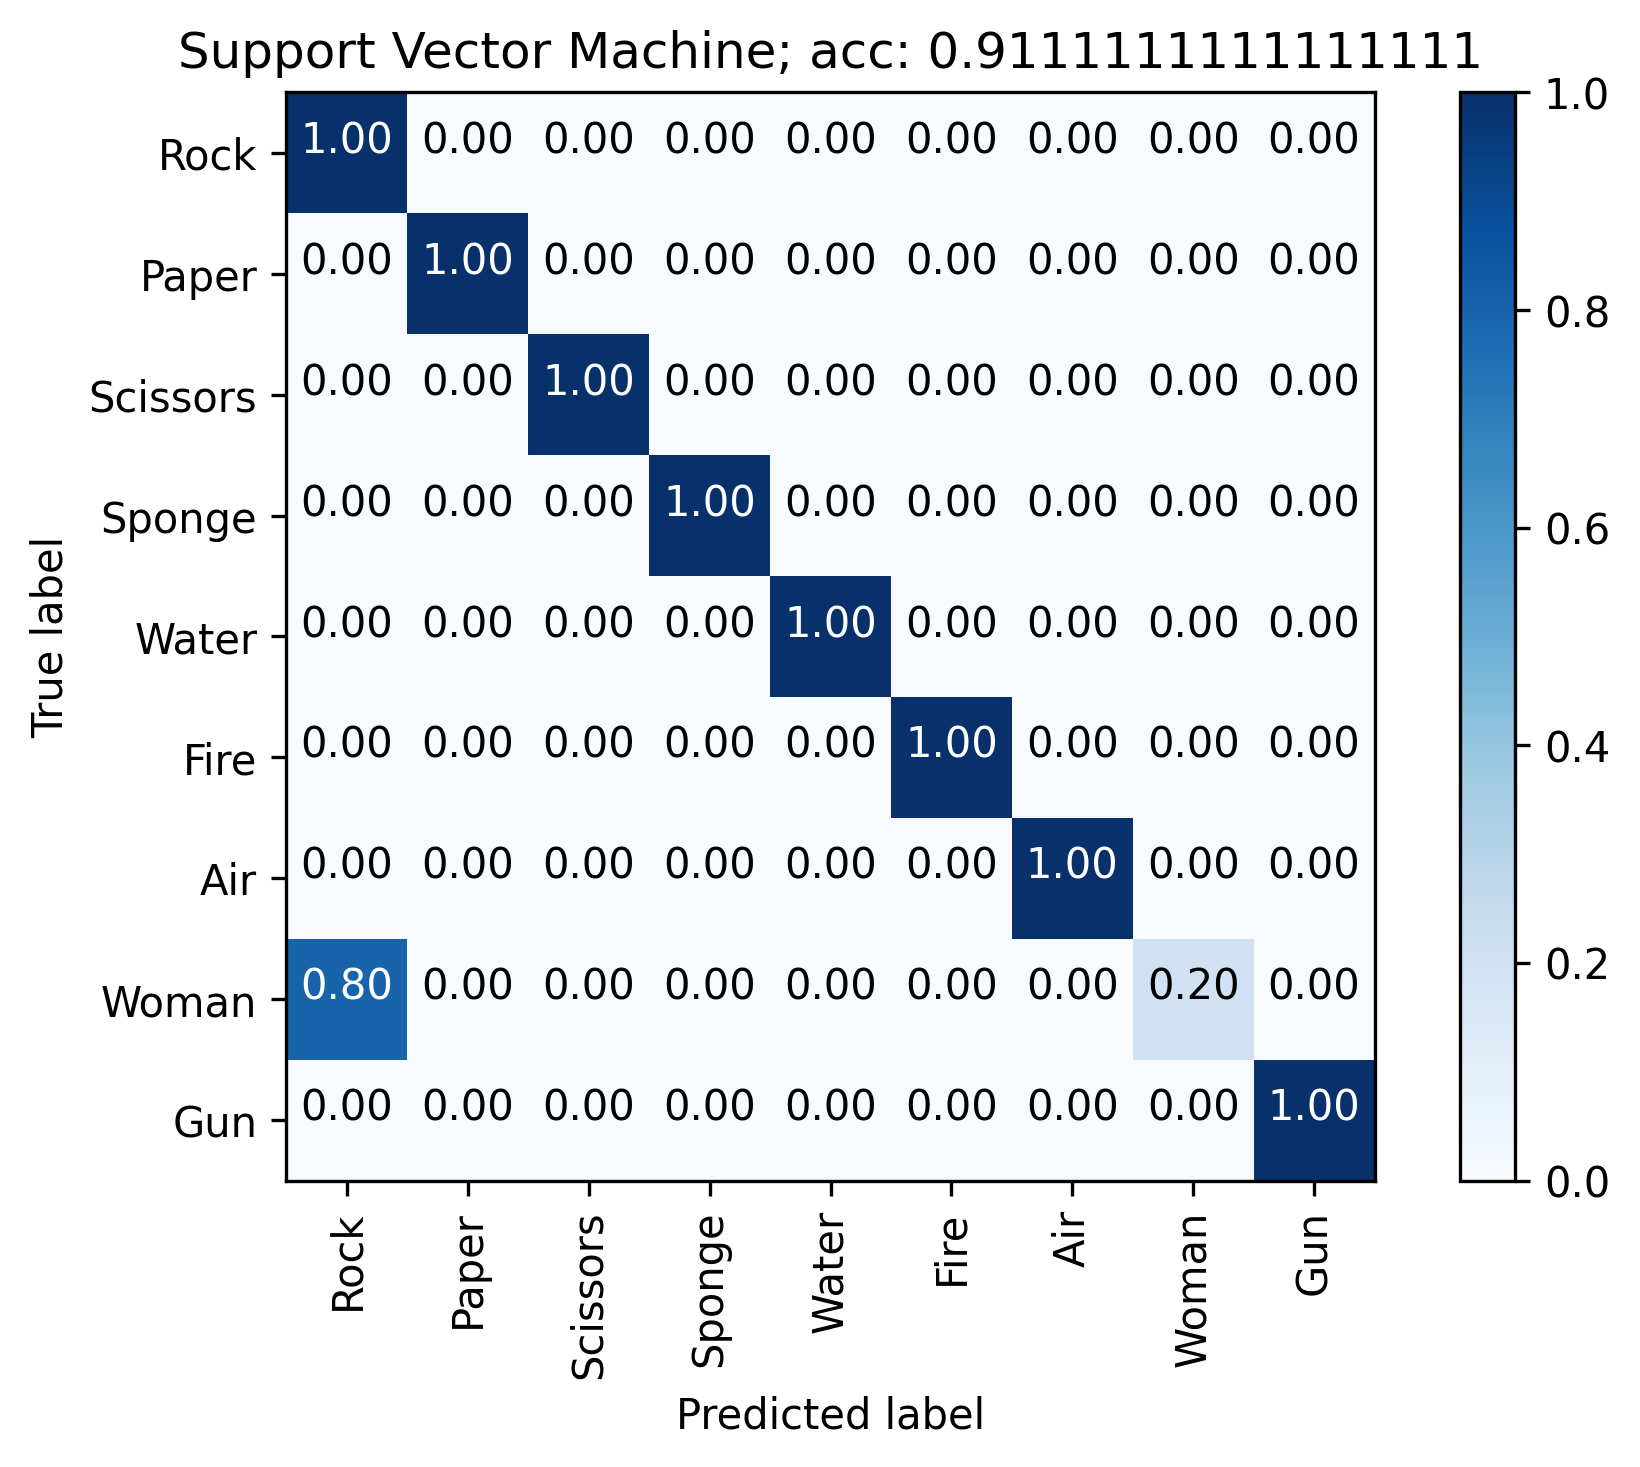 Support Vector Machine; acc: 0.9111111111111111
Rock 1.00 0.00 0.00 0.00 0.00 0.00 0.00 0.00 0.00
Paper 0.00 1.00 0.00 0.00 0.00 0.00 0.00 0.00 0.00
Scissors 0.00 0.00 1.00 0.00 0.00 0.00 0.00 0.00 0.00
Sponge 0.00 0.00 0.00 1.00 0.00 0.00 0.00 0.00 0.00
Water 0.00 0.00 0.00 0.00 1.00 0.00 0.00 0.00 0.00
Fire 0.00 0.00 0.00 0.00 0.00 1.00 0.00 0.00 0.00
Air 0.00 0.00 0.00 0.00 0.00 0.00 1.00 0.00 0.00
Woman 0.80 0.00 0.00 0.00 0.00 0.00 0.00 0.20 0.00
Gun 0.00 0.00 0.00 0.00 0.00 0.00 0.00 0.00 1.00
True label
Rock Paper Scissors Sponge Water Fire Air Woman Gun
Predicted label
1.0
0.8
0.6
0.4
0.2
0.0